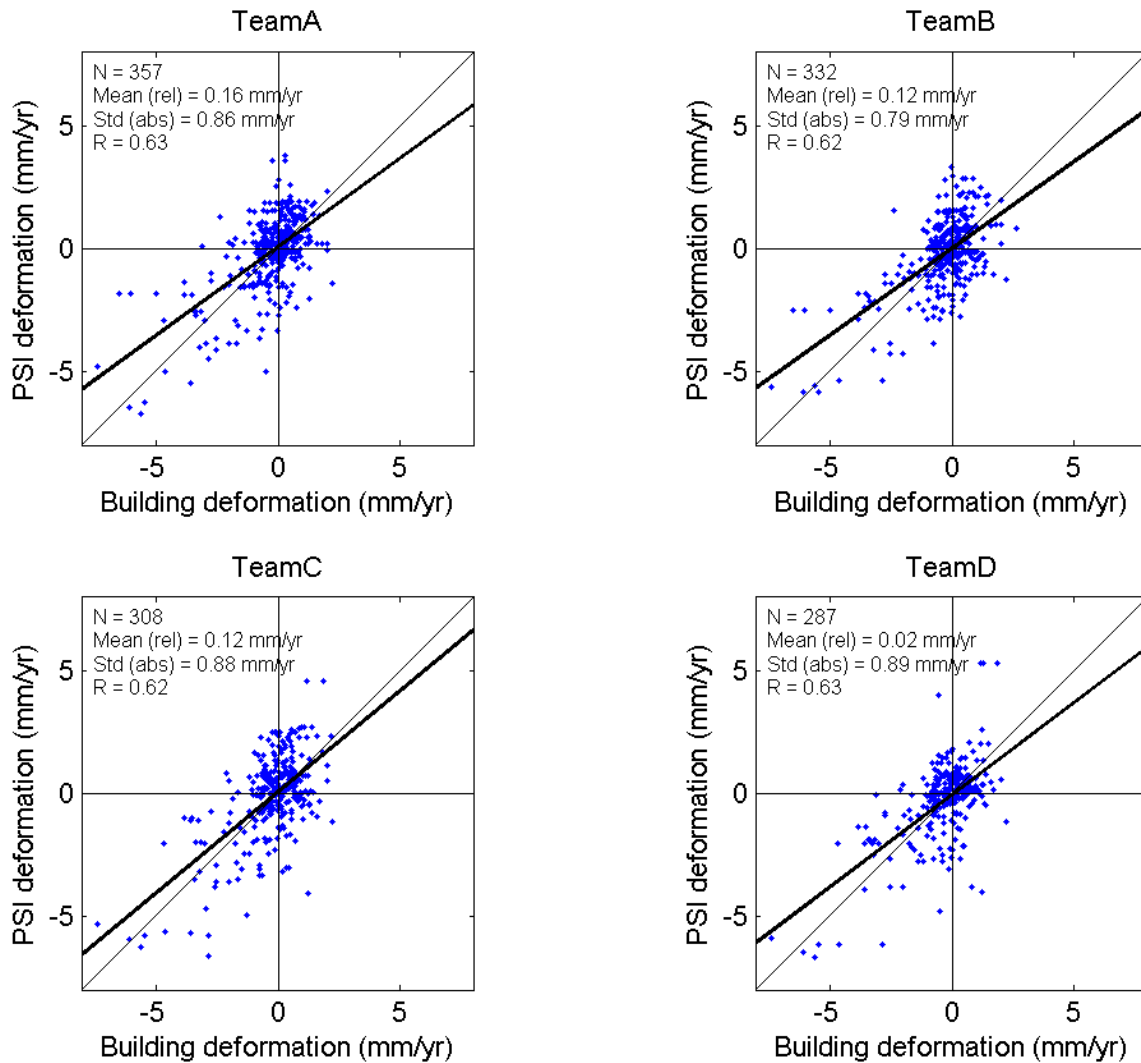 TeamA
N = 357
Mean (rel) = 0.16 mm/yr
Std (abs) = 0.86 mm/yr
R = 0.63
5
0
-5
PSI deformation (mm/yr)
-5 0 5
Building deformation (mm/yr)
TeamB
N = 332
Mean (rel) = 0.12 mm/yr
Std (abs) = 0.79 mm/yr
R = 0.62
5
0
-5
PSI deformation (mm/yr)
-5 0 5
Building deformation (mm/yr)
TeamC
N = 308
Mean (rel) = 0.12 mm/yr
Std (abs) = 0.88 mm/yr
R = 0.62
5
0
-5
PSI deformation (mm/yr)
-5 0 5
Building deformation (mm/yr)
TeamD
N = 287
Mean (rel) = 0.02 mm/yr
Std (abs) = 0.89 mm/yr
R = 0.63
5
0
-5
PSI deformation (mm/yr)
-5 0 5
Building deformation (mm/yr)